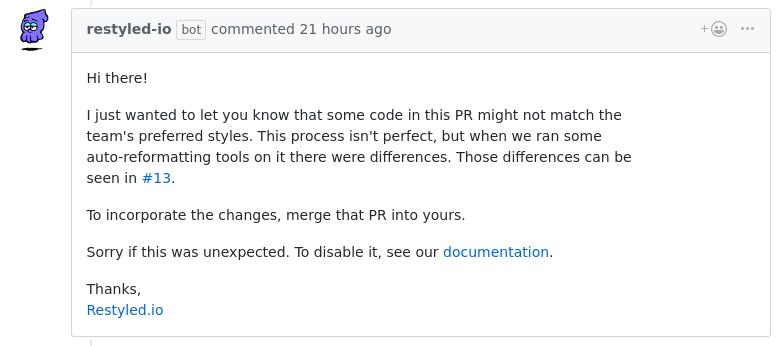 restyled-io bot commented 21 hours ago
Hi there!
I just wanted to let you know that some code in this PR might not match the
team's preferred styles. This process isn't perfect, but when we ran some
auto-reformatting tools on it there were differences. Those differences can be
seen in #13.
To incorporate the changes, merge that PR into yours.
Sorry if this was unexpected. To disable it, see our documentation.
Thanks,
Restyled.io